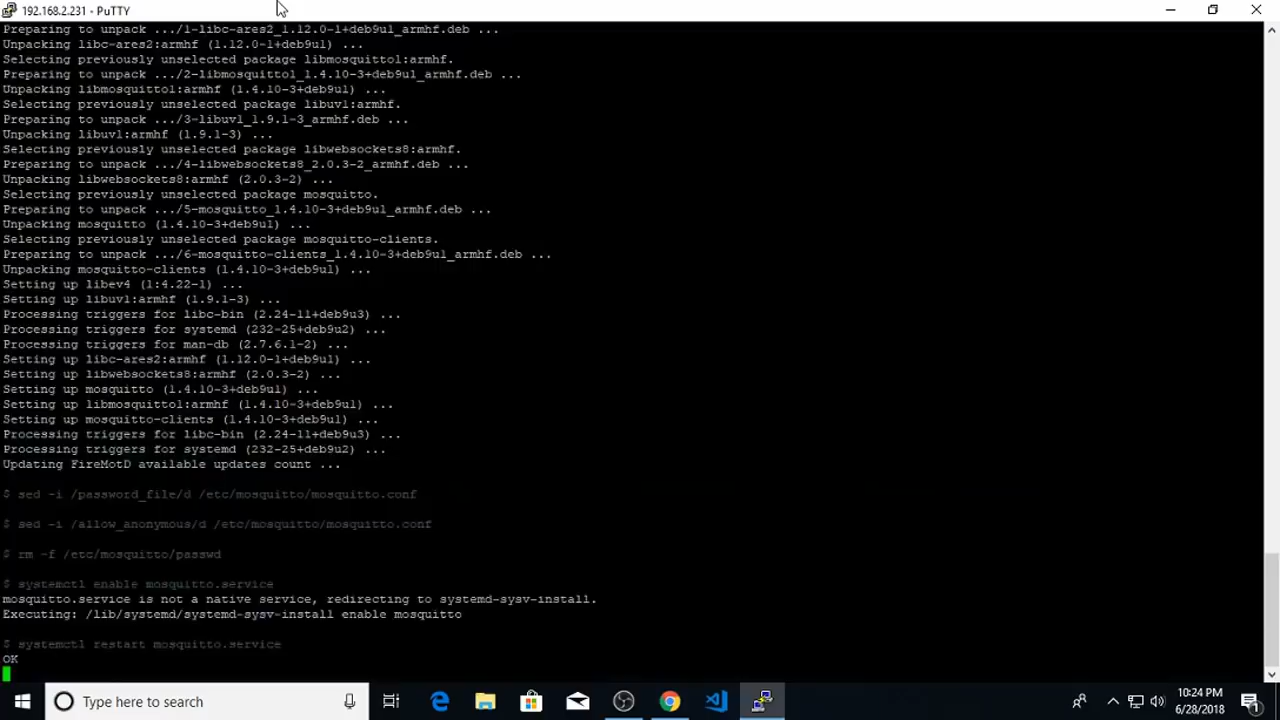 192.168.2.231 - PuTTY
Preparing to unpack .../1-libc-ares2_1.12.0-1+deb9u1_armhf.deb ...
Unpacking libc-ares2:armhf (1.12.0-1+deb9u1) ...
Selecting previously unselected package libmosquitto1:armhf.
Preparing to unpack .../2-libmosquitto1_1.4.10-3+deb9u1_armhf.deb ...
Unpacking libmosquitto1:armhf (1.4.10-3+deb9u1) ...
Selecting previously unselected package libuv1:armhf.
Preparing to unpack .../3-libuv1_1.9.1-3_armhf.deb ...
Unpacking libuv1:armhf (1.9.1-3) ...
Selecting previously unselected package libwebsockets8:armhf.
Preparing to unpack .../4-libwebsockets8_2.0.3-2_armhf.deb ...
Unpacking libwebsockets8:armhf (2.0.3-2) ...
Selecting previously unselected package mosquitto.
Preparing to unpack .../5-mosquitto_1.4.10-3+deb9u1_armhf.deb ...
Unpacking mosquitto (1.4.10-3+deb9u1) ...
Selecting previously unselected package mosquitto-clients.
Preparing to unpack .../6-mosquitto-clients_1.4.10-3+deb9u1_armhf.deb ...
Unpacking mosquitto-clients (1.4.10-3+deb9u1) ...
Setting up libev4 (1:4.22-1) ...
Setting up libuv1:armhf (1.9.1-3) ...
Processing triggers for libc-bin (2.24-11+deb9u3) ...
Processing triggers for systemd (232-25+deb9u2) ...
Processing triggers for man-db (2.7.6.1-2) ...
Setting up libc-ares2:armhf (1.12.0-1+deb9u1) ...
Setting up libwebsockets8:armhf (2.0.3-2) ...
Setting up mosquitto (1.4.10-3+deb9u1) ...
Setting up libmosquitto1:armhf (1.4.10-3+deb9u1) ...
Setting up mosquitto-clients (1.4.10-3+deb9u1) ...
Processing triggers for libc-bin (2.24-11+deb9u3) ...
Processing triggers for systemd (232-25+deb9u2) ...
Updating FireMotD available updates count ...
$ sed -i /password_file/d /etc/mosquitto/mosquitto.conf
$ sed -i /allow_anonymous/d /etc/mosquitto/mosquitto.conf
$ rm -f /etc/mosquitto/passwd
$ systemctl enable mosquitto.service
mosquitto.service is not a native service, redirecting to systemd-sysv-install.
Executing: /lib/systemd/systemd-sysv-install enable mosquitto
$ systemctl restart mosquitto.service
OK
Type here to search
10:24 PM
6/28/2018
1